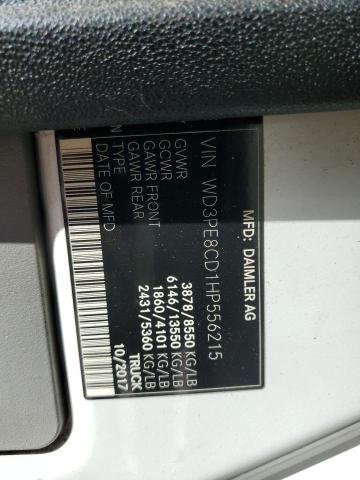 MFD. DAIMLER AG
VIN WD3PE8CD1HP556215
GVWR 3878/8550 KG/LB
GCWR 6146/13550 KG/LB
GAWR FRONT 1860/4101 KG/LB
GAWR REAR 2431/5360 KG/LB
TYPE TRUCK
DATE OF MFD 10/2017